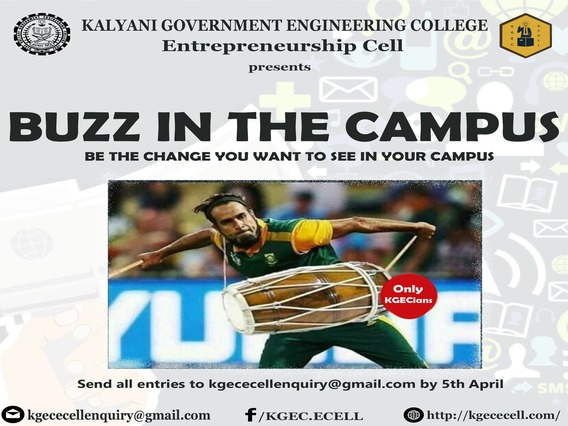 KALYANI GOVERNMENT ENGINEERING COLLEGE
Entrepreneurship Cell
presents
BUZZ IN THE CAMPUS
BE THE CHANGE YOU WANT TO SEE IN YOUR CAMPUS
Only
KGECians
Send all entries to kgececellenquiry@gmail.com by 5th April
kgececellenquiry@gmail.com
/KGEC.ECELL
http://kgececell.com/
SMS